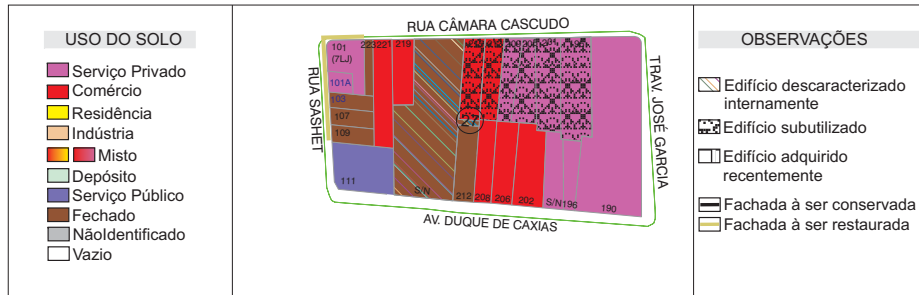 USO DO SOLO
Serviço Privado
Comércio
Residência
Indústria
Misto
Depósito
Serviço Público
Fechado
NãoIdentificado
Vazio
RUA CÂMARA CASCUDO
RUA SASHET
TRAV. JOSÉ GARCIA
AV. DUQUE DE CAXIAS
101
(7LJ)
223
221
219
101A
103
107
109
111
S/N
212
208
206
202
S/N
196
190
27
OBSERVAÇÕES
Edifício descaracterizado
internamente
Edifício subutilizado
Edifício adquirido
recentemente
Fachada à ser conservada
Fachada à ser restaurada